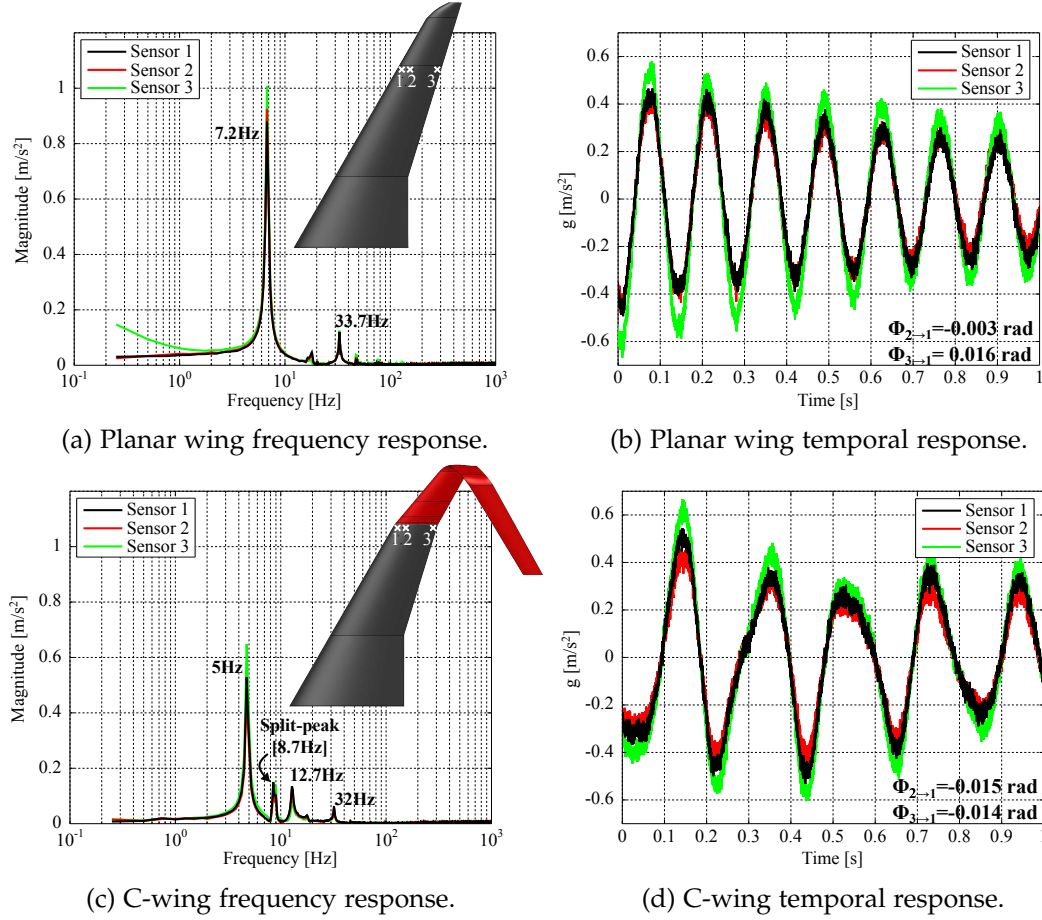 Sensor 1
Sensor 2
Sensor 3
1 2 3
7.2Hz
33.7Hz
Magnitude [m/s²]
1
0.8
0.6
0.4
0.2
0
10⁻¹ 10⁰ 10¹ 10² 10³
Frequency [Hz]
(a) Planar wing frequency response.
Sensor 1
Sensor 2
Sensor 3
g [m/s²]
0.6
0.4
0.2
0
-0.2
-0.4
-0.6
Φ2→1=-0.003 rad
Φ3→1= 0.016 rad
0 0.1 0.2 0.3 0.4 0.5 0.6 0.7 0.8 0.9 1
Time [s]
(b) Planar wing temporal response.
Sensor 1
Sensor 2
Sensor 3
1 2 3
5Hz
Split-peak
[8.7Hz]
12.7Hz
32Hz
Magnitude [m/s²]
1
0.8
0.6
0.4
0.2
0
10⁻¹ 10⁰ 10¹ 10² 10³
Frequency [Hz]
(c) C-wing frequency response.
Sensor 1
Sensor 2
Sensor 3
g [m/s²]
0.6
0.4
0.2
0
-0.2
-0.4
-0.6
Φ2→1=-0.015 rad
Φ3→1=-0.014 rad
0 0.1 0.2 0.3 0.4 0.5 0.6 0.7 0.8 0.9 1
Time [s]
(d) C-wing temporal response.